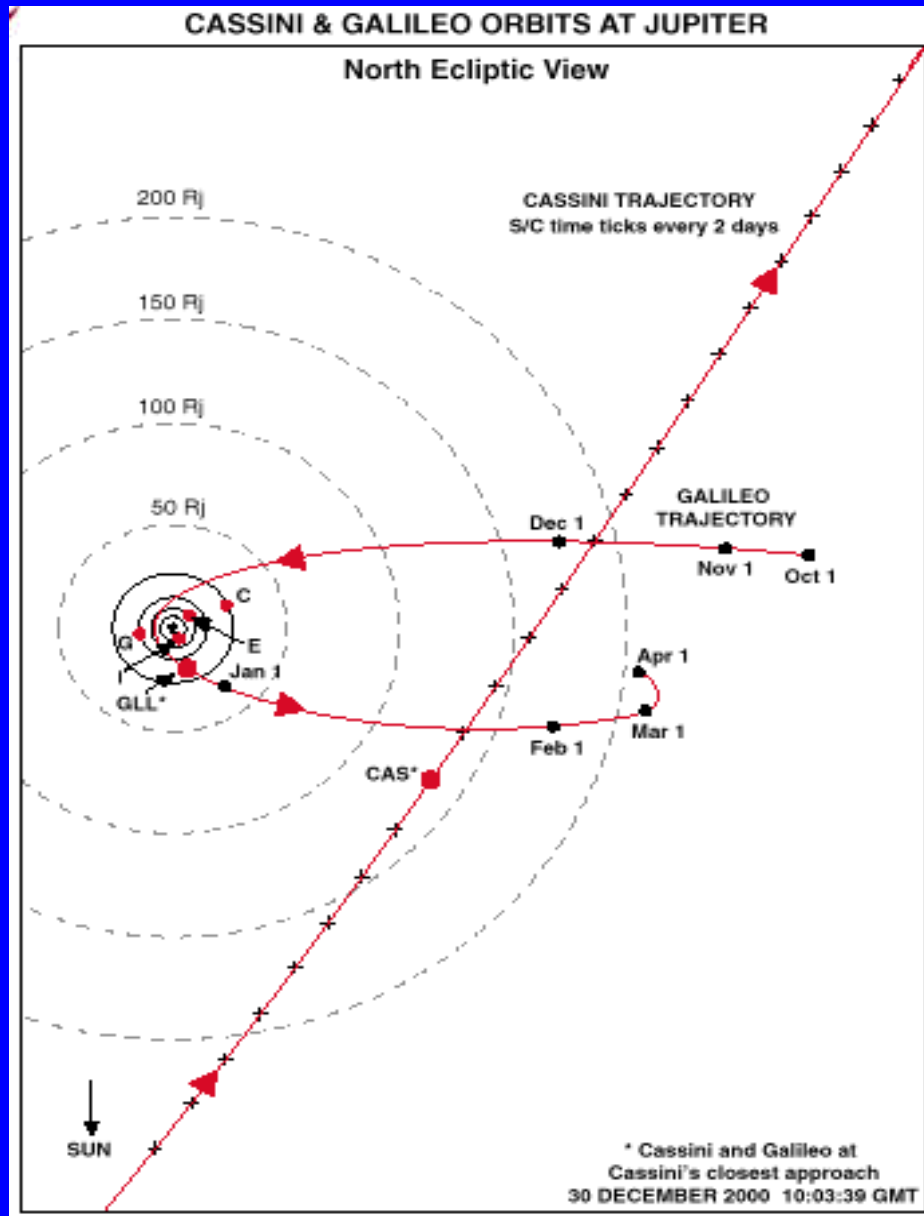 CASSINI & GALILEO ORBITS AT JUPITER
North Ecliptic View
200 Rj
CASSINI TRAJECTORY
S/C time ticks every 2 days
150 Rj
100 Rj
50 Rj
GALILEO
TRAJECTORY
Dec 1
Nov 1
Oct 1
C
G
E
I
GLL*
Jan 1
Apr 1
Mar 1
Feb 1
CAS*
SUN
* Cassini and Galileo at
Cassini's closest approach
30 DECEMBER 2000 10:03:39 GMT